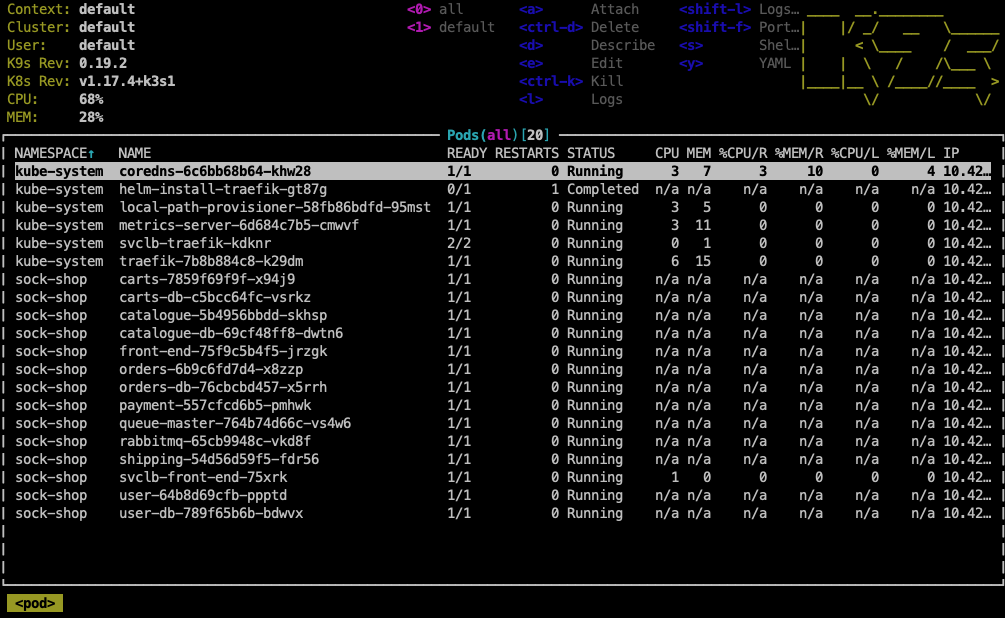 Context: default <0> all <a> Attach <shift-l> Logs…
Cluster: default <1> default <ctrl-d> Delete <shift-f> Port…
User: default <d> Describe <s> Shel…
K9s Rev: 0.19.2 <e> Edit <y> YAML
K8s Rev: v1.17.4+k3s1 <ctrl-k> Kill
CPU: 68% <l> Logs
MEM: 28%
Pods(all)[20]
NAMESPACE↑ NAME READY RESTARTS STATUS CPU MEM %CPU/R %MEM/R %CPU/L %MEM/L IP
kube-system coredns-6c6bb68b64-khw28 1/1 0 Running 3 7 3 10 0 4 10.42…
kube-system helm-install-traefik-gt87g 0/1 1 Completed n/a n/a n/a n/a n/a n/a 10.42…
kube-system local-path-provisioner-58fb86bdfd-95mst 1/1 0 Running 3 5 0 0 0 0 10.42…
kube-system metrics-server-6d684c7b5-cmwvf 1/1 0 Running 3 11 0 0 0 0 10.42…
kube-system svclb-traefik-kdknr 2/2 0 Running 0 1 0 0 0 0 10.42…
kube-system traefik-7b8b884c8-k29dm 1/1 0 Running 6 15 0 0 0 0 10.42…
sock-shop carts-7859f69f9f-x94j9 1/1 0 Running n/a n/a n/a n/a n/a n/a 10.42…
sock-shop carts-db-c5bcc64fc-vsrkz 1/1 0 Running n/a n/a n/a n/a n/a n/a 10.42…
sock-shop catalogue-5b4956bbdd-skhsp 1/1 0 Running n/a n/a n/a n/a n/a n/a 10.42…
sock-shop catalogue-db-69cf48ff8-dwtn6 1/1 0 Running n/a n/a n/a n/a n/a n/a 10.42…
sock-shop front-end-75f9c5b4f5-jrzgk 1/1 0 Running n/a n/a n/a n/a n/a n/a 10.42…
sock-shop orders-6b9c6fd7d4-x8zzp 1/1 0 Running n/a n/a n/a n/a n/a n/a 10.42…
sock-shop orders-db-76cbcbd457-x5rrh 1/1 0 Running n/a n/a n/a n/a n/a n/a 10.42…
sock-shop payment-557cfcd6b5-pmhwk 1/1 0 Running n/a n/a n/a n/a n/a n/a 10.42…
sock-shop queue-master-764b74d66c-vs4w6 1/1 0 Running n/a n/a n/a n/a n/a n/a 10.42…
sock-shop rabbitmq-65cb9948c-vkd8f 1/1 0 Running n/a n/a n/a n/a n/a n/a 10.42…
sock-shop shipping-54d56d59f5-fdr56 1/1 0 Running n/a n/a n/a n/a n/a n/a 10.42…
sock-shop svclb-front-end-75xrk 1/1 0 Running 1 0 0 0 0 0 10.42…
sock-shop user-64b8d69cfb-ppptd 1/1 0 Running n/a n/a n/a n/a n/a n/a 10.42…
sock-shop user-db-789f65b6b-bdwvx 1/1 0 Running n/a n/a n/a n/a n/a n/a 10.42…
<pod>